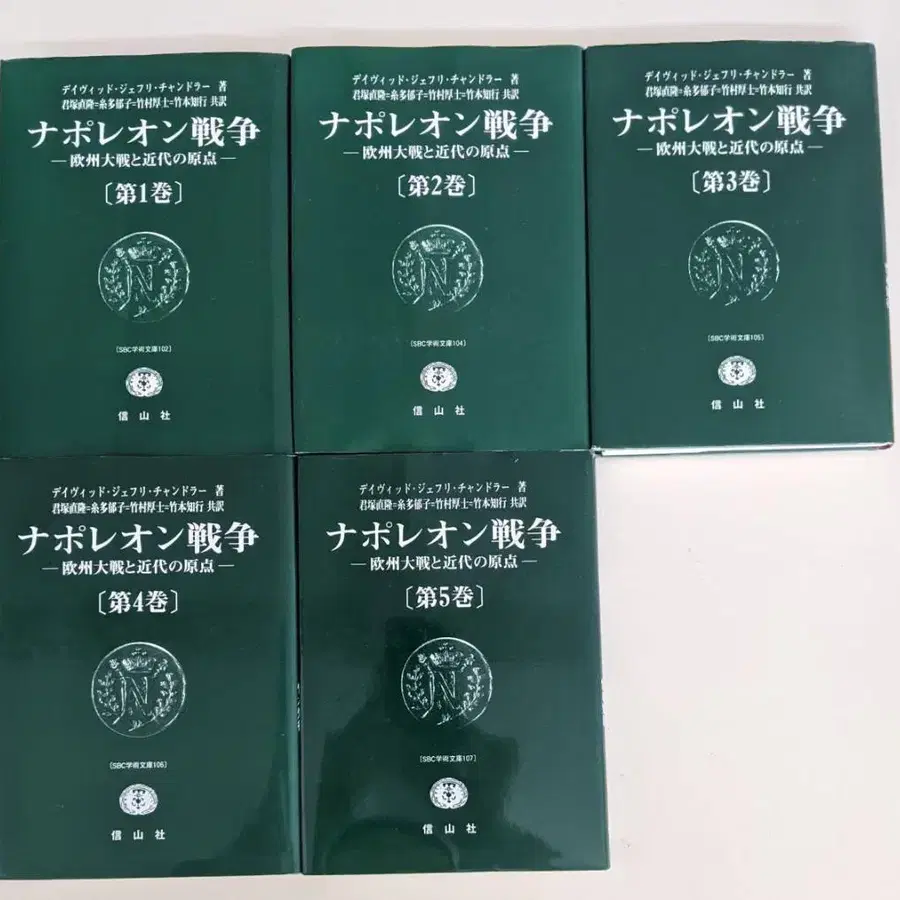 デイヴィッド・ジェフリ・チャンドラー 著
君塚直隆=糸多郁子=竹村厚士=竹本知行 共訳
ナポレオン戦争
―欧州大戦と近代の原点―
〔第1巻〕
N
[SBC学術文庫102]
信山社
デイヴィッド・ジェフリ・チャンドラー 著
君塚直隆=糸多郁子=竹村厚士=竹本知行 共訳
ナポレオン戦争
―欧州大戦と近代の原点―
〔第2巻〕
N
[SBC学術文庫104]
信山社
デイヴィッド・ジェフリ・チャンドラー 著
君塚直隆=糸多郁子=竹村厚士=竹本知行 共訳
ナポレオン戦争
―欧州大戦と近代の原点―
〔第3巻〕
N
[SBC学術文庫105]
信山社
デイヴィッド・ジェフリ・チャンドラー 著
君塚直隆=糸多郁子=竹村厚士=竹本知行 共訳
ナポレオン戦争
―欧州大戦と近代の原点―
〔第4巻〕
N
[SBC学術文庫106]
信山社
デイヴィッド・ジェフリ・チャンドラー 著
君塚直隆=糸多郁子=竹村厚士=竹本知行 共訳
ナポレオン戦争
―欧州大戦と近代の原点―
〔第5巻〕
N
[SBC学術文庫107]
信山社